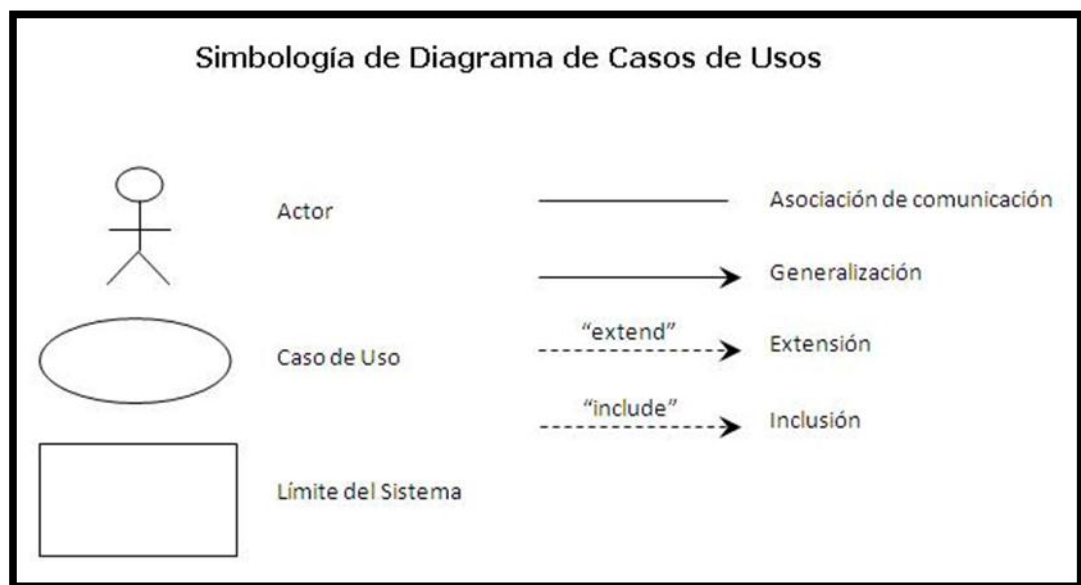 Simbología de Diagrama de Casos de Usos
Actor
Asociación de comunicación
Generalización
"extend"
Caso de Uso
Extensión
"include"
Inclusión
Límite del Sistema